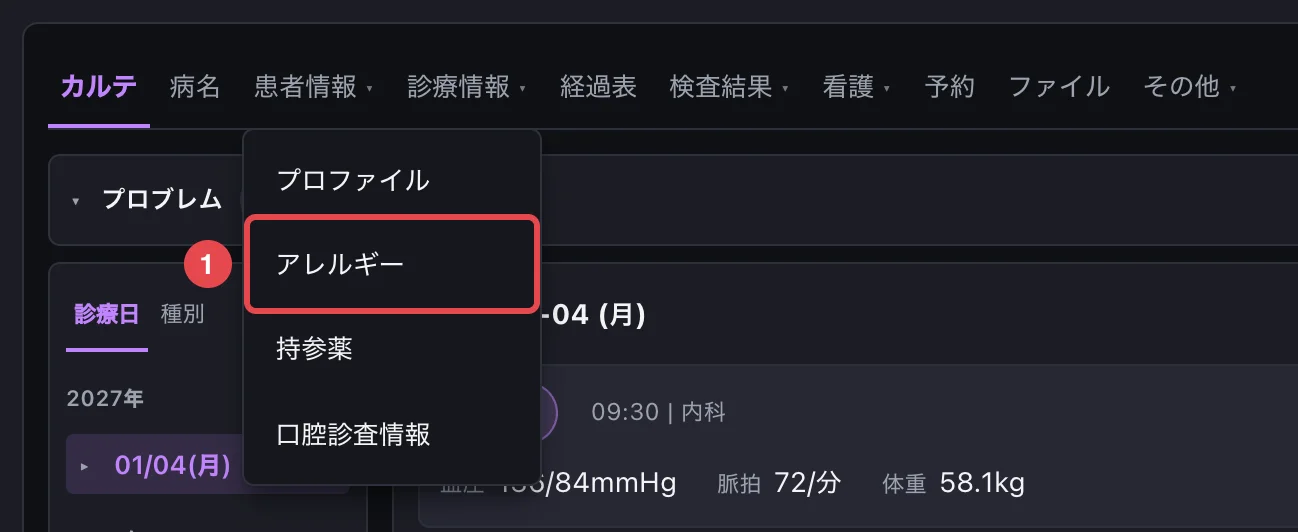 カルテ 病名 患者情報 診療情報 経過表 検査結果 看護 予約 ファイル その他
プロファイル
プロブレム
アレルギー
1
診療日 種別
-04 (月)
持参薬
2027年
09:30 | 内科
口腔診査情報
01/04(月)
/84mmHg 脈拍 72/分 体重 58.1kg